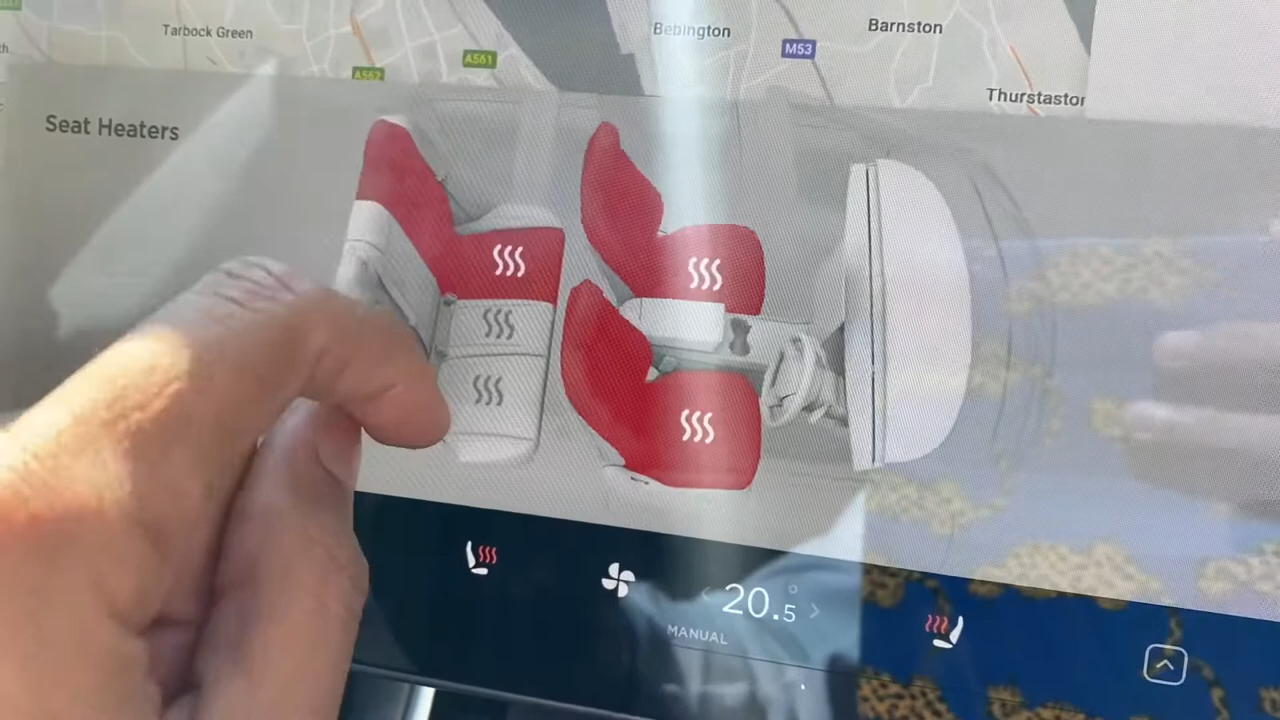 Tarbock Green
A561
A562
Bebington
M53
Barnston
Thurstaston
Seat Heaters
20.5°
MANUAL